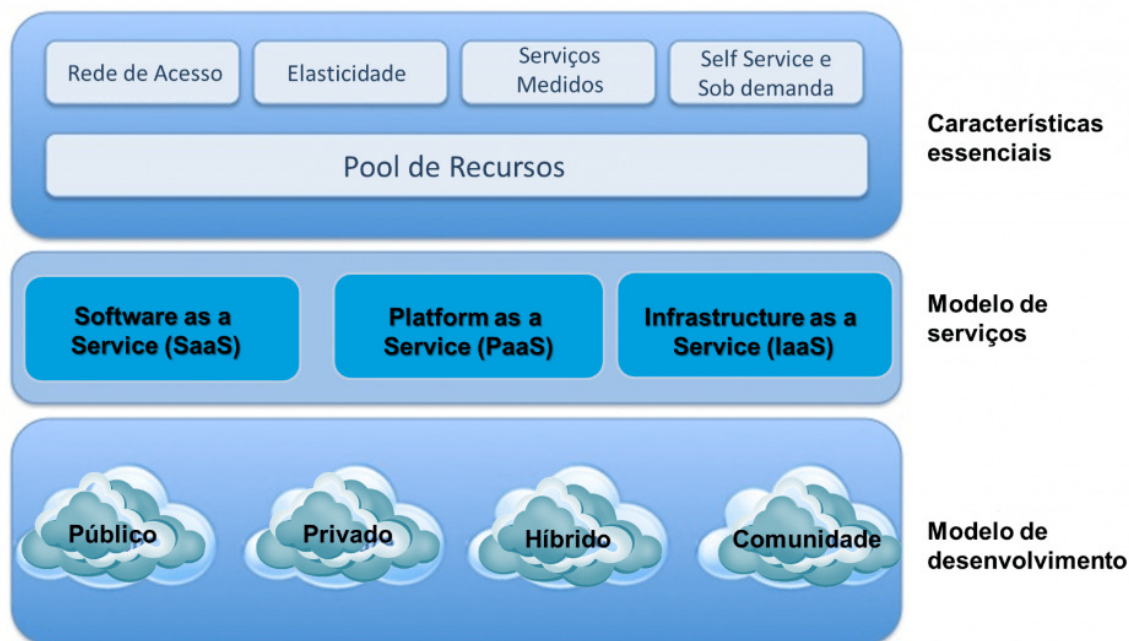 Rede de Acesso
Elasticidade
Serviços
Medidos
Self Service e
Sob demanda
Pool de Recursos
Características
essenciais
Software as a
Service (SaaS)
Platform as a
Service (PaaS)
Infrastructure as a
Service (IaaS)
Modelo de
serviços
Público
Privado
Híbrido
Comunidade
Modelo de
desenvolvimento